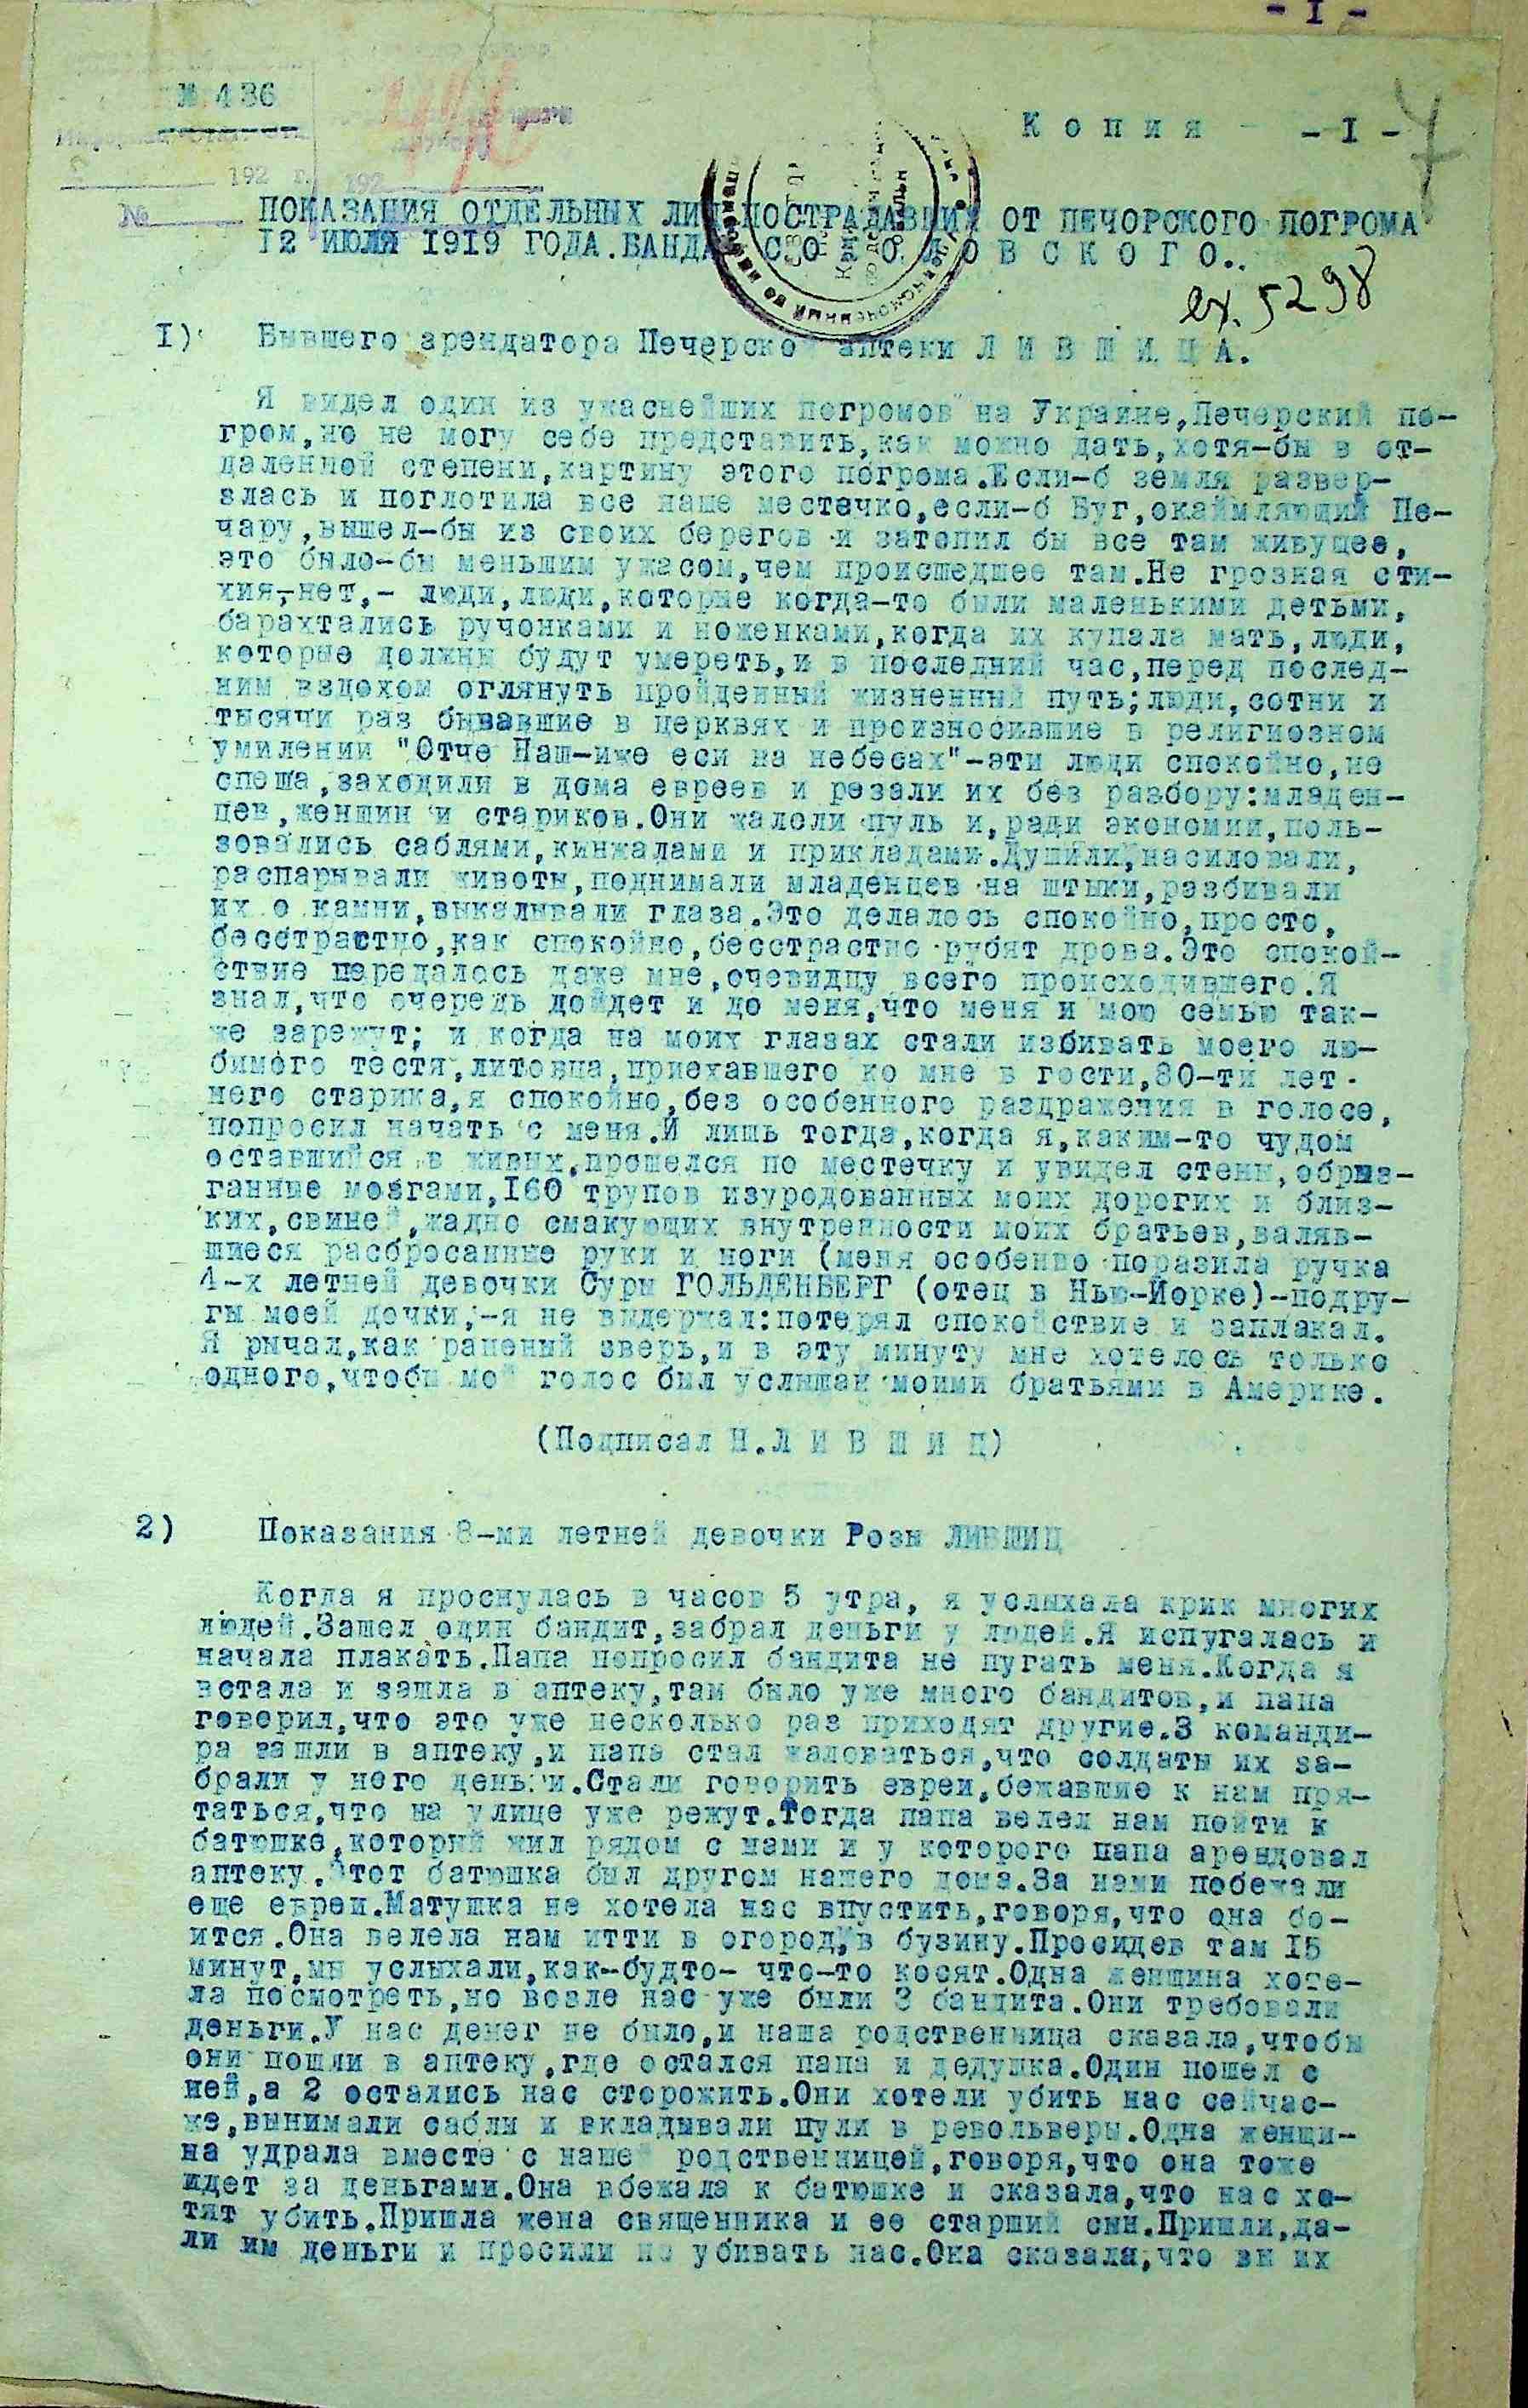 - I -
№ 436
Копия - I -
192 г.
192
№
ПОКАЗАНИЯ ОТДЕЛЬНЫХ ЛИЦ ПОСТРАДАВШИХ ОТ ПЕЧОРСКОГО ПОГРОМА
12 ИЮЛЯ 1919 ГОДА. БАНДА СОКОЛОВСКОГО..
вх. 5298
I) Бывшего арендатора Печерской аптеки ЛИВШИЦА.
Я видел один из ужаснейших погромов на Украине, Печерский по-
гром, но не могу себе представить, как можно дать, хотя-бы в от-
даленной степени, картину этого погрома. Если-б земля развер-
злась и поглотила все наше местечко, если-б Буг, окаймляющий Пе-
чару, вышел-бы из своих берегов и затопил бы все там живущее,
это было-бы меньшим ужасом, чем происшедшее там. Не грозная сти-
хия,-нет,- люди, люди, которые когда-то были маленькими детьми,
барахтались ручонками и ноженками, когда их купала мать, люди,
которые должны будут умереть, и в последний час, перед послед-
ним вздохом оглянуть пройденный жизненный путь; люди, сотни и
тысячи раз бывавшие в церквях и произносившие в религиозном
умилении "Отче Наш-иже еси на небесах"-эти люди спокойно, не
спеша, заходили в дома евреев и резали их без разбору: младен-
цев, женщин и стариков. Они жалели пуль и, ради экономии, поль-
зовались саблями, кинжалами и прикладами. Душили, насиловали,
распарывали животы, поднимали младенцев на штыки, разбивали
их о камни, выкалывали глаза. Это делалось спокойно, просто,
бесстрастно, как спокойно, бесстрастно рубят дрова. Это спокой-
ствие передалось даже мне, очевидцу всего происходившего. Я
знал, что очередь дойдет и до меня, что меня и мою семью так-
же зарежут; и когда на моих глазах стали избивать моего лю-
бимого тестя, литовца, приехавшего ко мне в гости, 80-ти лет-
него старика, я спокойно, без особенного раздражения в голосе,
попросил начать с меня. И лишь тогда, когда я, каким-то чудом
оставшийся в живых, прошелся по местечку и увидел стены, обрыз-
ганные мозгами, 160 трупов изуродованных моих дорогих и близ-
ких, свиней, жадно смакующих внутренности моих братьев, валяв-
шиеся разбросанные руки и ноги (меня особенно поразила ручка
4-х летней девочки Суры ГОЛЬДЕНБЕРГ (отец в Нью-Йорке)-подру-
ги моей дочки,-я не выдержал: потерял спокойствие и заплакал.
Я рычал, как раненый зверь, и в эту минуту мне хотелось только
одного, чтобы мой голос был услышан моими братьями в Америке.
(Подписал Н. ЛИВШИЦ)
2) Показания 8-ми летней девочки Розы ЛИВШИЦ
Когда я проснулась в часов 5 утра, я услыхала крик многих
людей. Зашел один бандит, забрал деньги у людей. Я испугалась и
начала плакать. Папа попросил бандита не пугать меня. Когда я
встала и зашла в аптеку, там было уже много бандитов, и папа
говорил, что это уже несколько раз приходят другие. 3 команди-
ра зашли в аптеку, и папа стал жаловаться, что солдаты их за-
брали у него деньги. Стали говорить евреи, бежавшие к нам пря-
таться, что на улице уже режут. Тогда папа велел нам пойти к
батюшке, который жил рядом с нами и у которого папа арендовал
аптеку. Этот батюшка был другом нашего дома. За нами побежали
еще евреи. Матушка не хотела нас впустить, говоря, что она бо-
ится. Она велела нам итти в огород, в бузину. Просидев там 15
минут, мы услыхали, как-будто- что-то косят. Одна женщина хоте-
ла посмотреть, но возле нас уже были 3 бандита. Они требовали
деньги. У нас денег не было, и наша родственница сказала, чтобы
они пошли в аптеку, где остался папа и дедушка. Один пошел с
ней, а 2 остались нас сторожить. Они хотели убить нас сейчас-
же, вынимали сабли и вкладывали пули в револьверы. Одна женщи-
на удрала вместе с нашей родственницей, говоря, что она тоже
идет за деньгами. Она вбежала к батюшке и сказала, что нас хо-
тят убить. Пришла жена священника и ее старший сын. Пришли, да-
ли им деньги и просили не убивать нас. Она сказала, что вы их